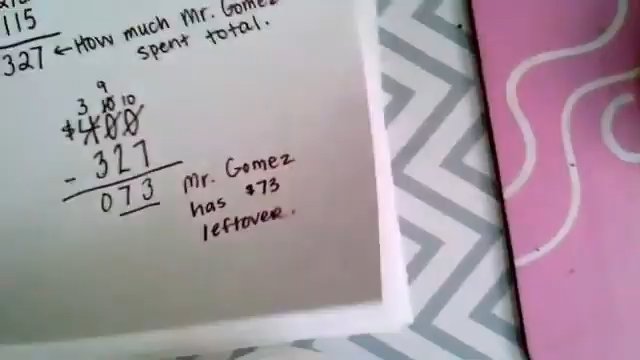 115
327 ← How much Mr. Gomez
spent total.
9
3 10 10
$400
- 327
073
Mr. Gomez
has $73
leftover.